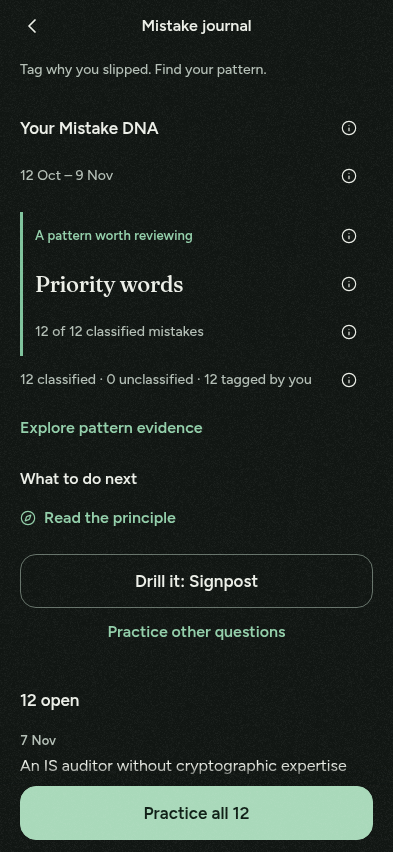 Mistake journal
Tag why you slipped. Find your pattern.
Your Mistake DNA
12 Oct – 9 Nov
A pattern worth reviewing
Priority words
12 of 12 classified mistakes
12 classified · 0 unclassified · 12 tagged by you
Explore pattern evidence
What to do next
Read the principle
Drill it: Signpost
Practice other questions
12 open
7 Nov
An IS auditor without cryptographic expertise
Practice all 12